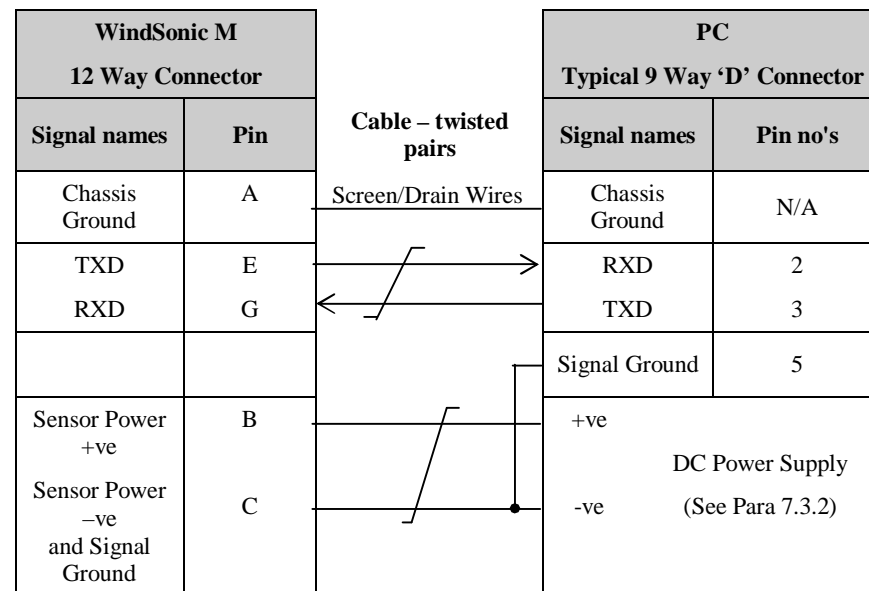 WindSonic M
12 Way Connector
PC
Typical 9 Way ‘D’ Connector
Signal names
Pin
Cable – twisted
pairs
Signal names
Pin no's
Chassis
Ground
A
Screen/Drain Wires
Chassis
Ground
N/A
TXD
E
RXD
2
RXD
G
TXD
3
Signal Ground
5
Sensor Power
+ve
B
+ve
DC Power Supply
(See Para 7.3.2)
Sensor Power
–ve
and Signal
Ground
C
-ve